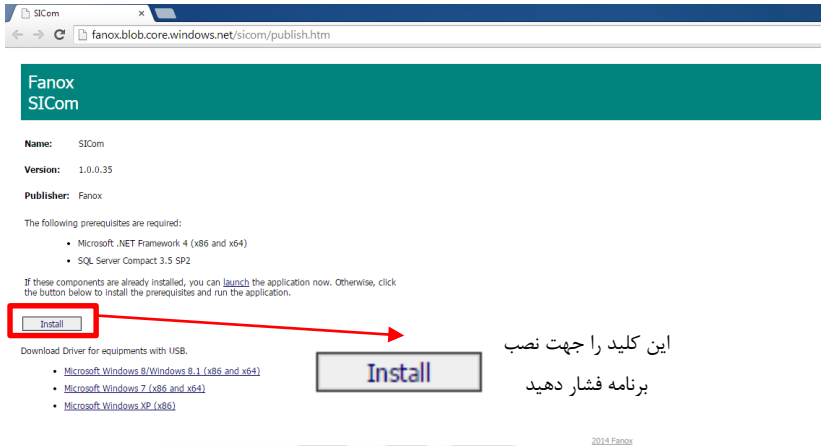 SICom
fanox.blob.core.windows.net/sicom/publish.htm
Fanox
SICom
Name: SICom
Version: 1.0.0.35
Publisher: Fanox
The following prerequisites are required:
• Microsoft .NET Framework 4 (x86 and x64)
• SQL Server Compact 3.5 SP2
If these components are already installed, you can launch the application now. Otherwise, click
the button below to install the prerequisites and run the application.
Install
Download Driver for equipments with USB.
• Microsoft Windows 8/Windows 8.1 (x86 and x64)
• Microsoft Windows 7 (x86 and x64)
• Microsoft Windows XP (x86)
Install
این کلید را جهت نصب
برنامه فشار دهید
2014 Fanox